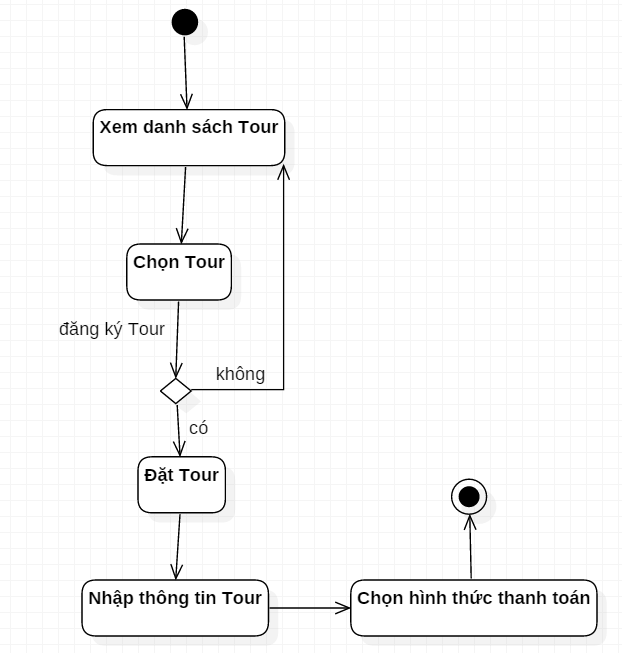 Xem danh sách Tour
Chọn Tour
đăng ký Tour
không
có
Đặt Tour
Nhập thông tin Tour
Chọn hình thức thanh toán